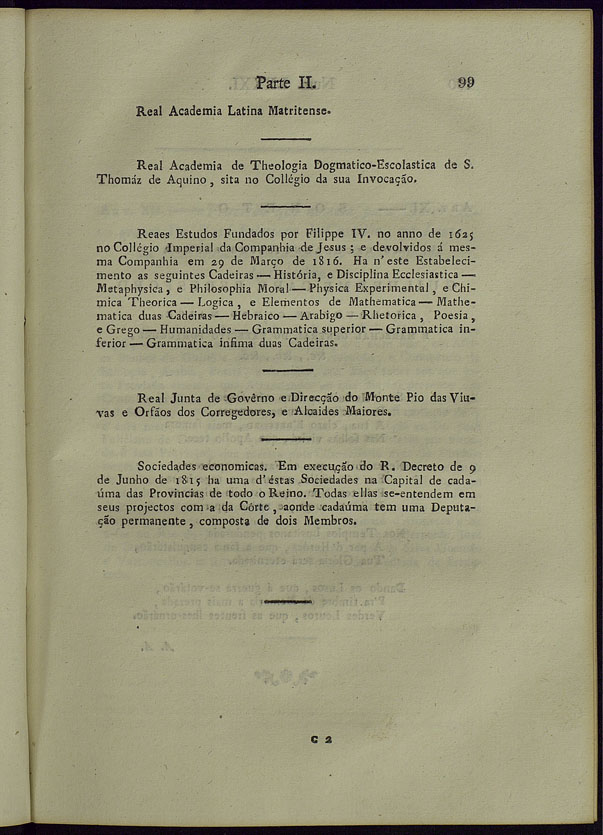 Parte II. 99
Real Academia Latina Matritense.
Real Academia de Theologia Dogmatico-Escolastica de S.
Thomáz de Aquino, sita no Collégio da sua Invocação.
Reaes Estudos Fundados por Filippe IV. no anno de 1625
no Collégio Imperial da Companhia de Jesus; e devolvidos á mes-
ma Companhia em 29 de Março de 1816. Ha n'este Estabeleci-
mento as seguintes Cadeiras — História, e Disciplina Ecclesiastica —
Metaphysica, e Philosophia Moral — Physica Experimental, e Chi-
mica Theorica — Logica, e Elementos de Mathematica — Mathe-
matica duas Cadeiras — Hebraico — Arabigo — Rhetorica, Poesia,
e Grego — Humanidades — Grammatica superior — Grammatica in-
ferior — Grammatica ínfima duas Cadeiras.
Real Junta de Govêrno e Direcção do Monte Pio das Viu-
vas e Orfãos dos Corregedores, e Alcaides Maiores.
Sociedades economicas. Em execução do R. Decreto de 9
de Junho de 1815 ha uma d'éstas Sociedades na Capital de cada-
úma das Provincias de todo o Reino. Todas ellas se-entendem em
seus projectos com a da Côrte, aonde cadaúma tem uma Deputa-
ção permanente, composta de dois Membros.
G 2